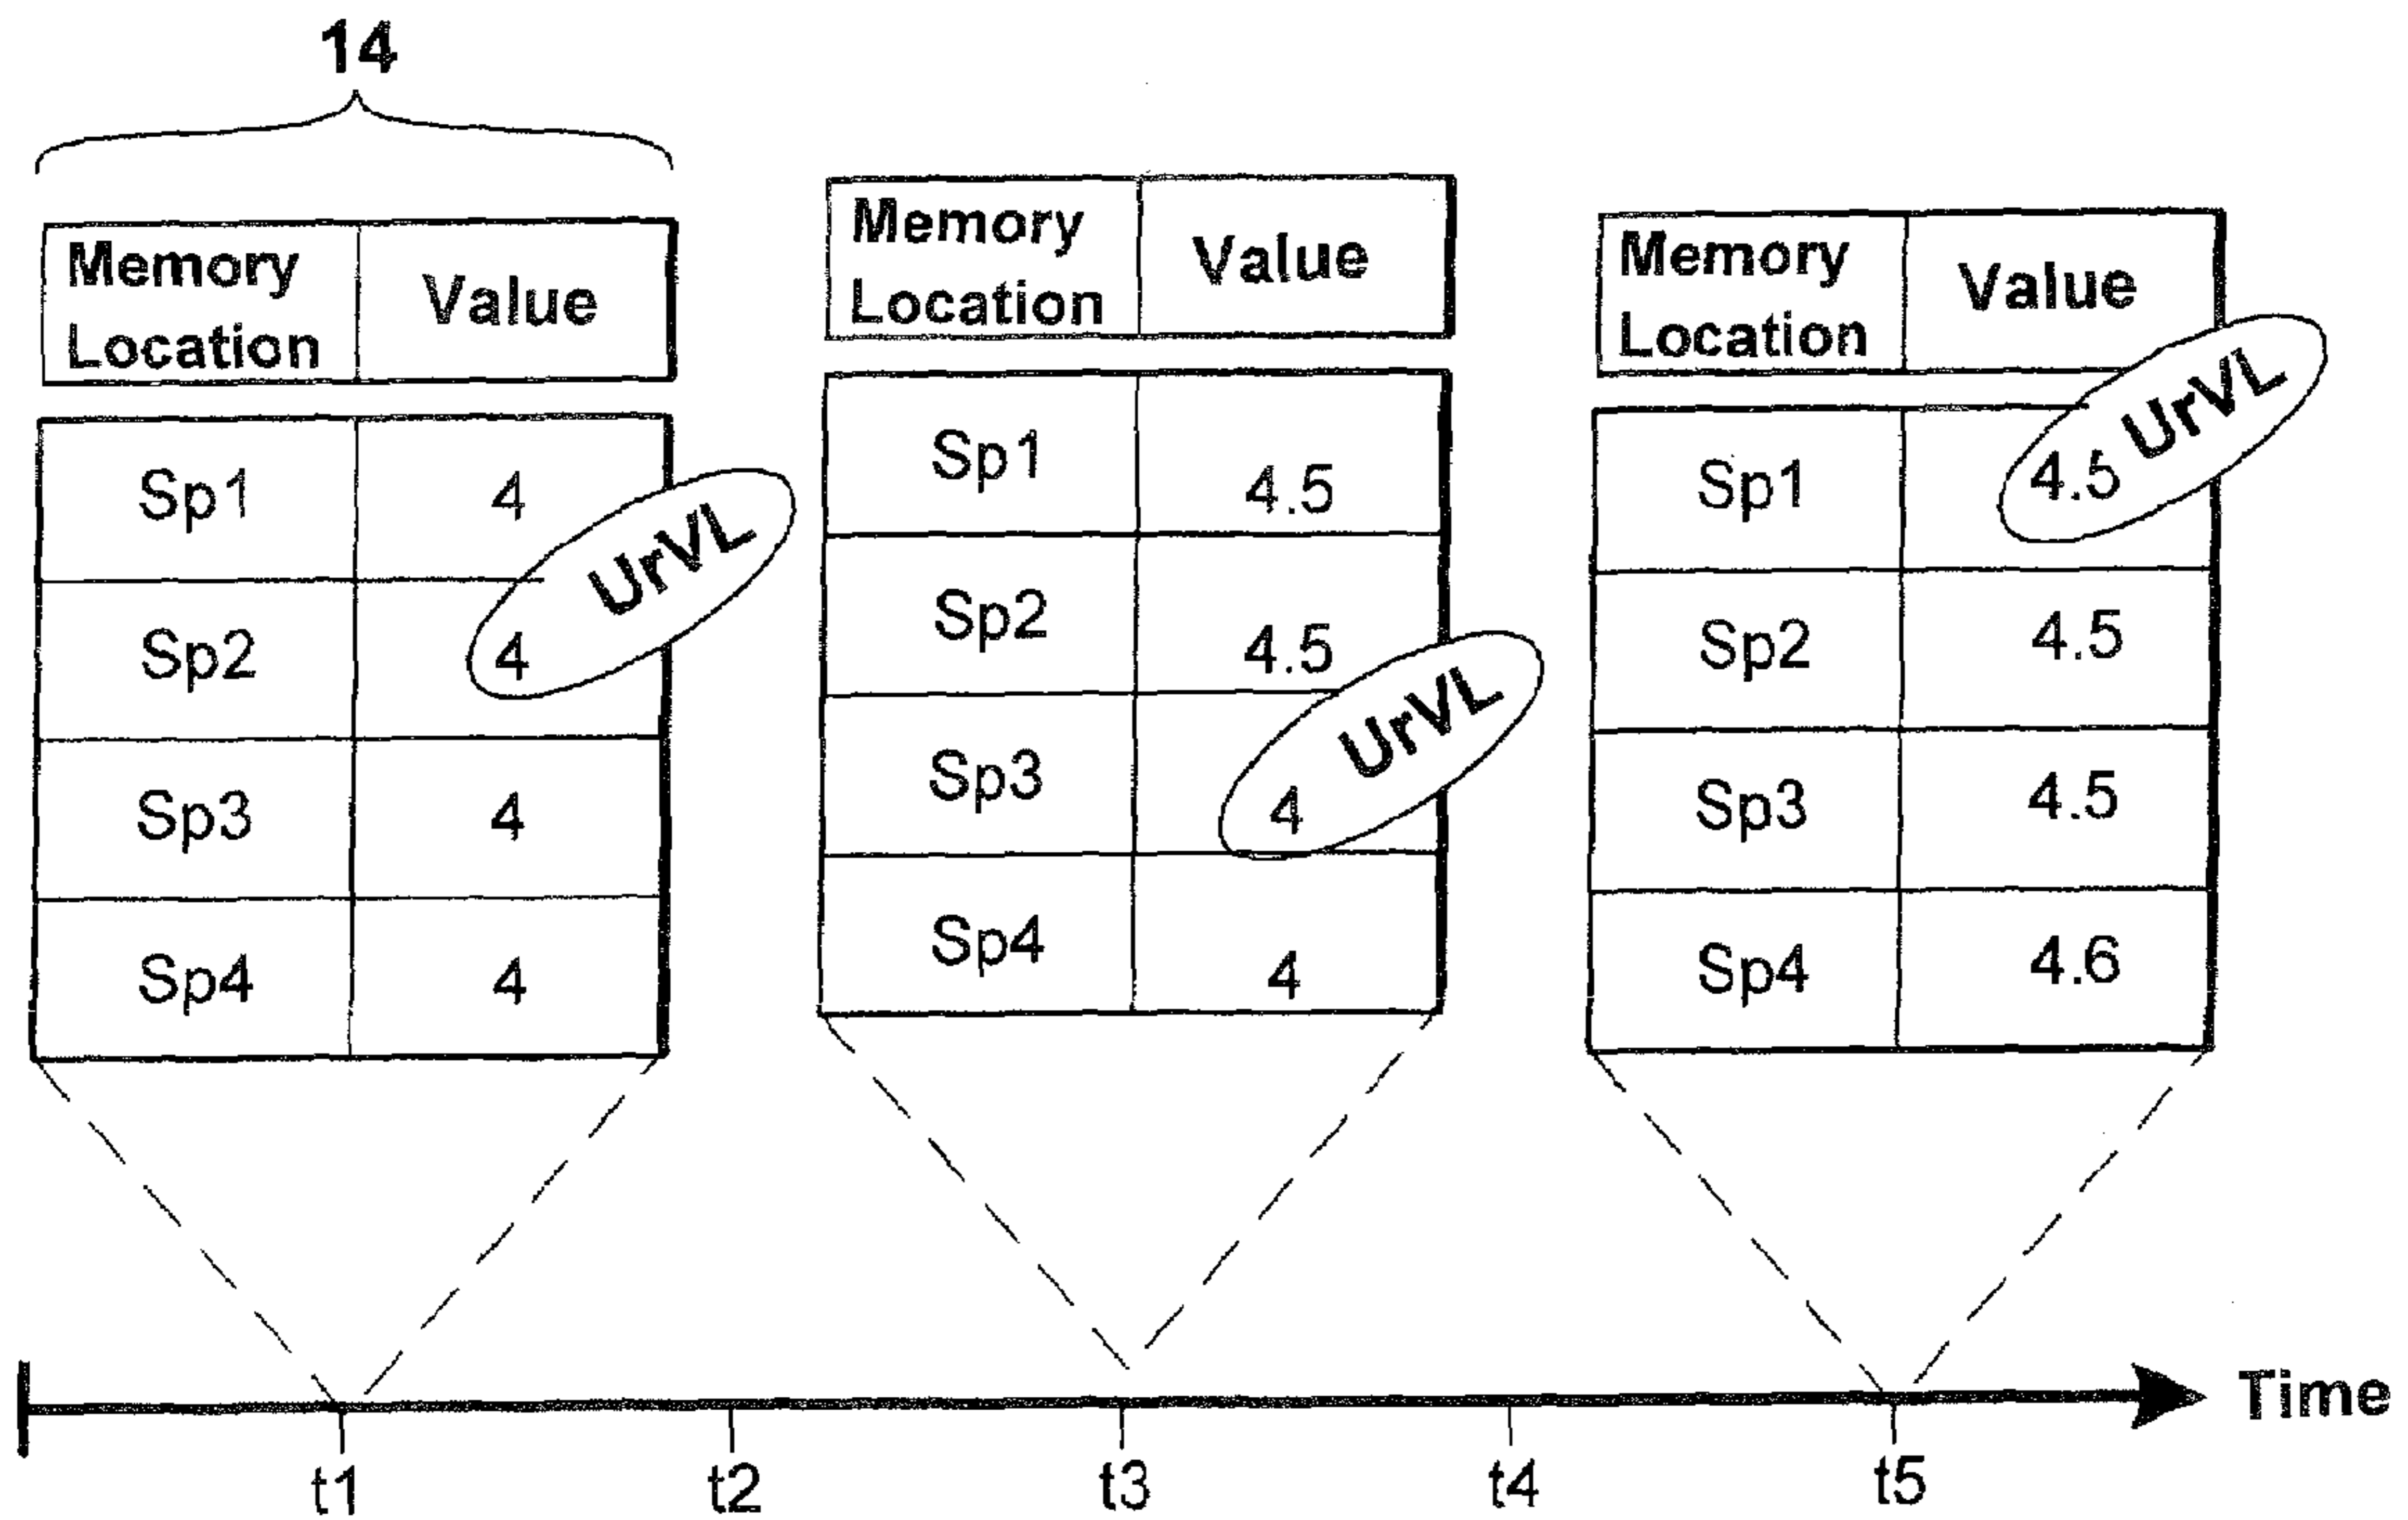 14
Memory Location Value
Sp1 4
UrVL
Sp2 4
Sp3 4
Sp4 4
Memory Location Value
Sp1 4.5
Sp2 4.5
UrVL
Sp3 4
Sp4 4
Memory Location Value
UrVL
Sp1 4.5
Sp2 4.5
Sp3 4.5
Sp4 4.6
Time
t1 t2 t3 t4 t5